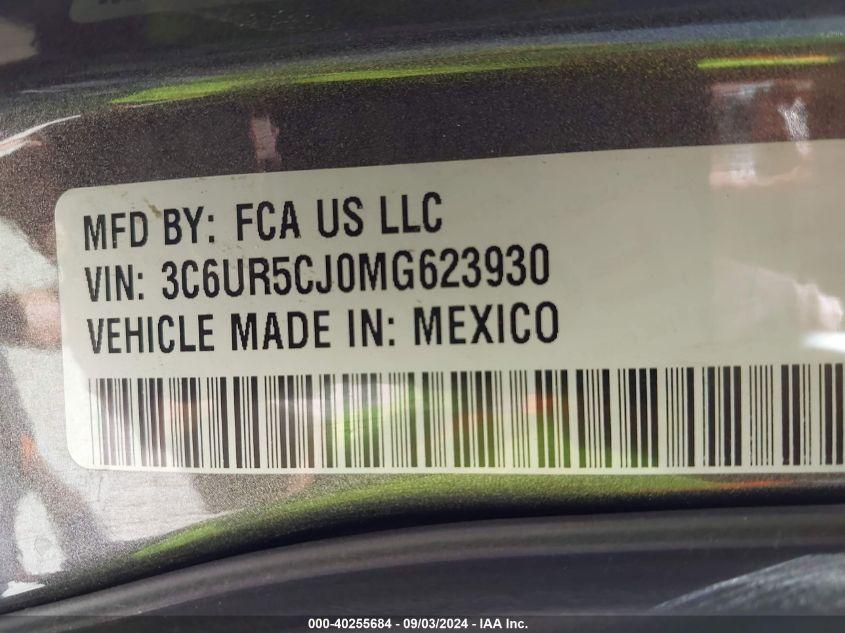 MFD BY: FCA US LLC
VIN: 3C6UR5CJ0MG623930
VEHICLE MADE IN: MEXICO
000-40255684 - 09/03/2024 - IAA Inc.